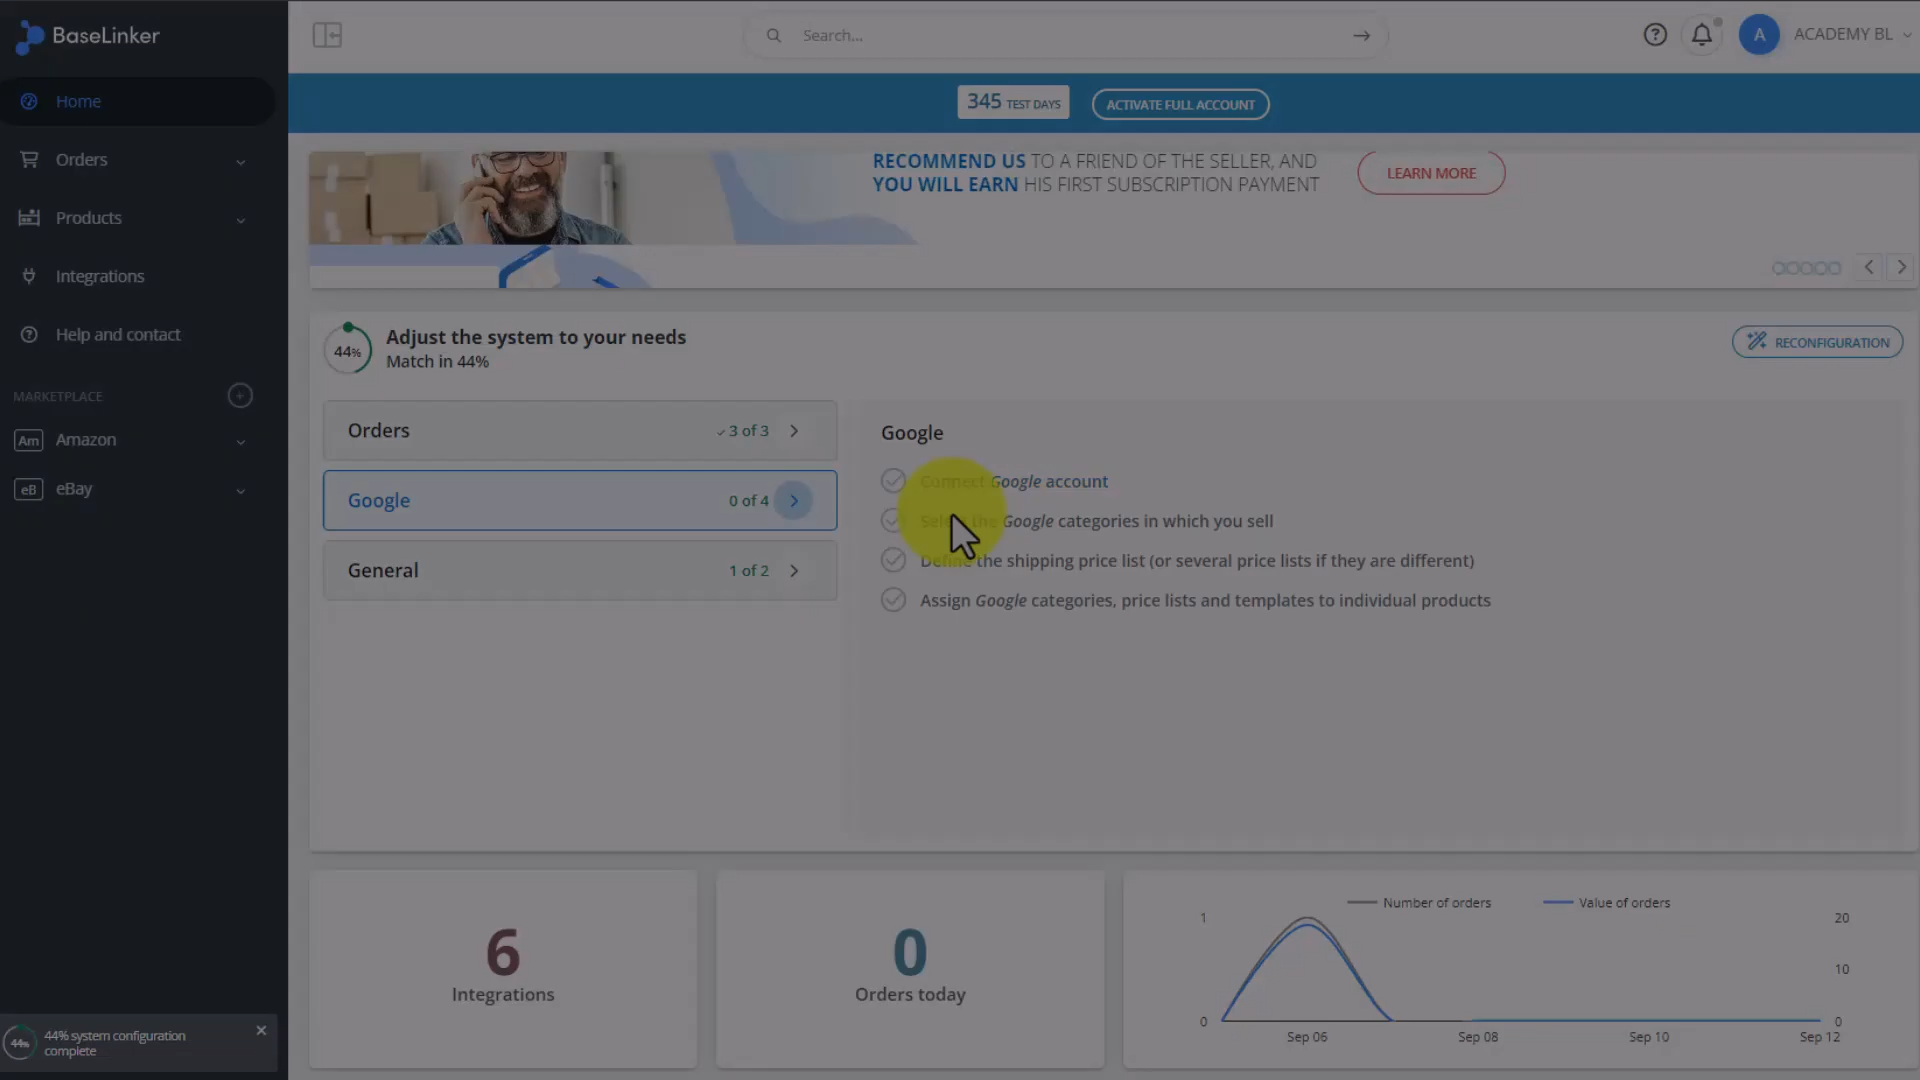 BaseLinker
Search...
A
ACADEMY BL
Home
345 TEST DAYS
ACTIVATE FULL ACCOUNT
Orders
Products
Integrations
Help and contact
MARKETPLACE
Am
Amazon
eB
eBay
RECOMMEND US TO A FRIEND OF THE SELLER, AND
YOU WILL EARN HIS FIRST SUBSCRIPTION PAYMENT
LEARN MORE
44%
Adjust the system to your needs
Match in 44%
RECONFIGURATION
Orders
3 of 3
Google
0 of 4
General
1 of 2
Google
Connect Google account
Select the Google categories in which you sell
Define the shipping price list (or several price lists if they are different)
Assign Google categories, price lists and templates to individual products
6
Integrations
0
Orders today
Number of orders
Value of orders
1
20
10
0
0
Sep 06
Sep 08
Sep 10
Sep 12
44%
44% system configuration
complete